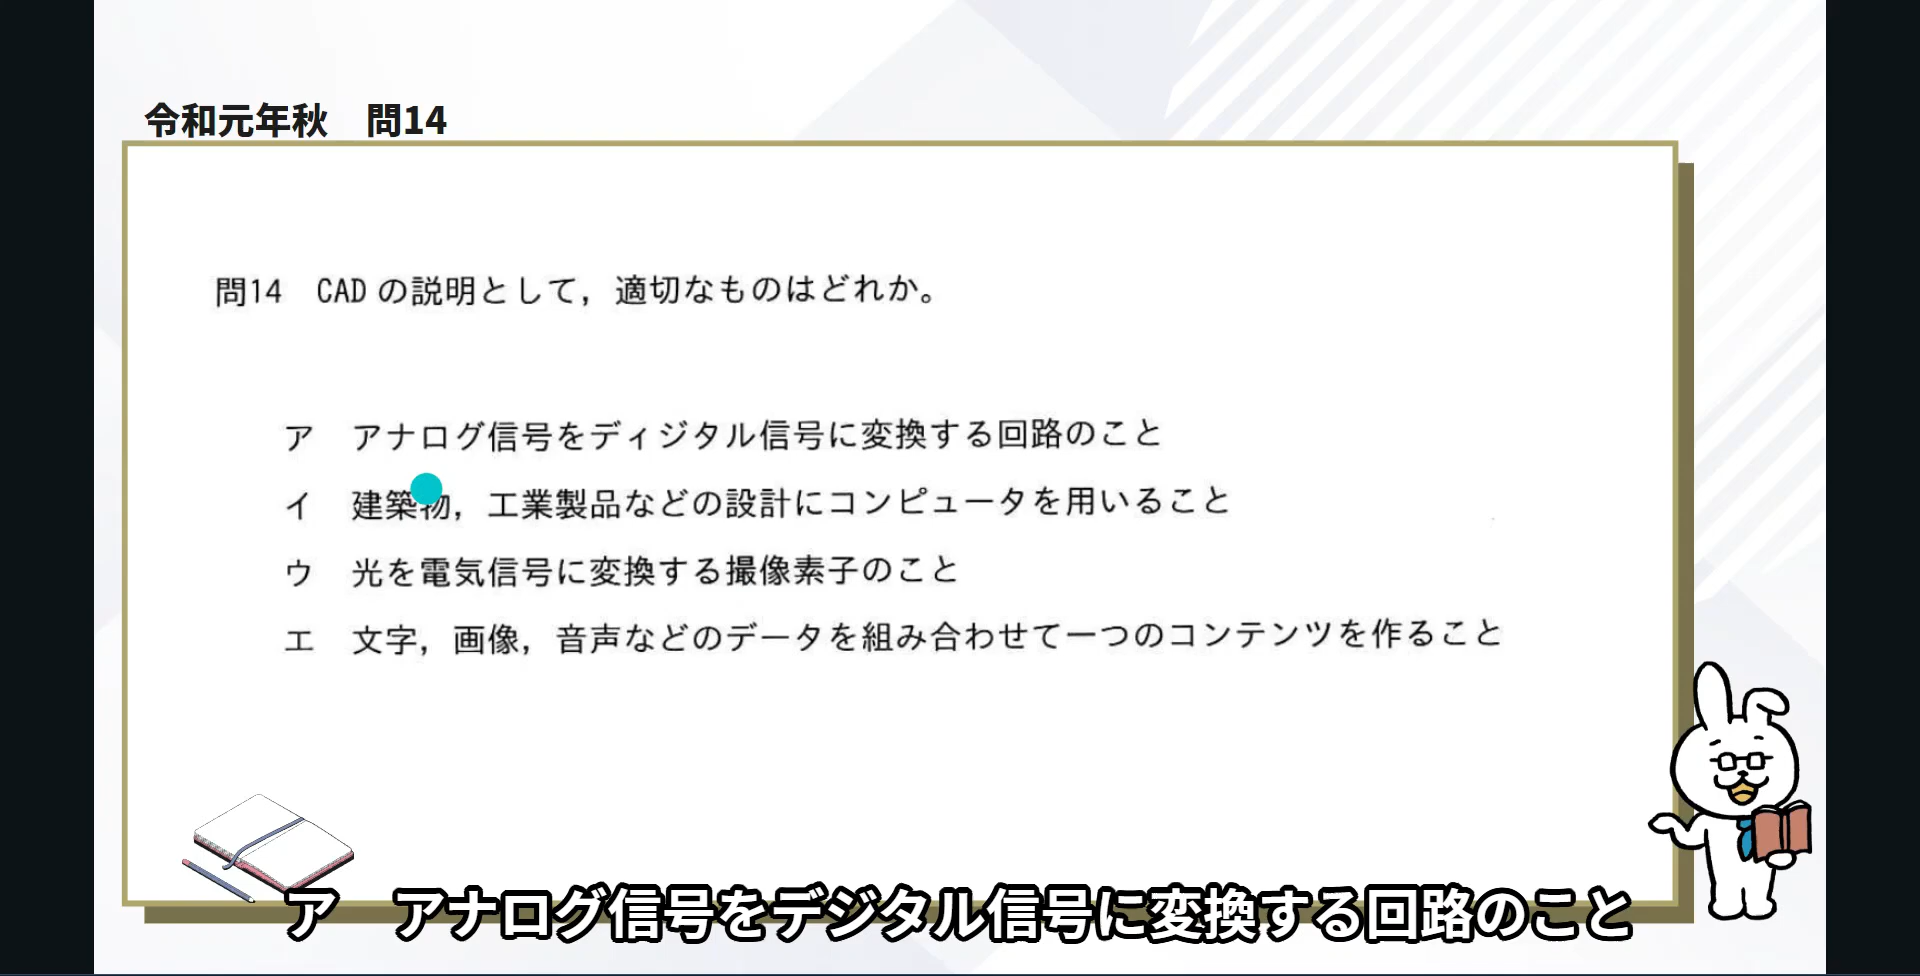 令和元年秋　問14
問14　CAD の説明として，適切なものはどれか。
ア　アナログ信号をディジタル信号に変換する回路のこと
イ　建築物，工業製品などの設計にコンピュータを用いること
ウ　光を電気信号に変換する撮像素子のこと
エ　文字，画像，音声などのデータを組み合わせて一つのコンテンツを作ること
ア　アナログ信号をデジタル信号に変換する回路のこと